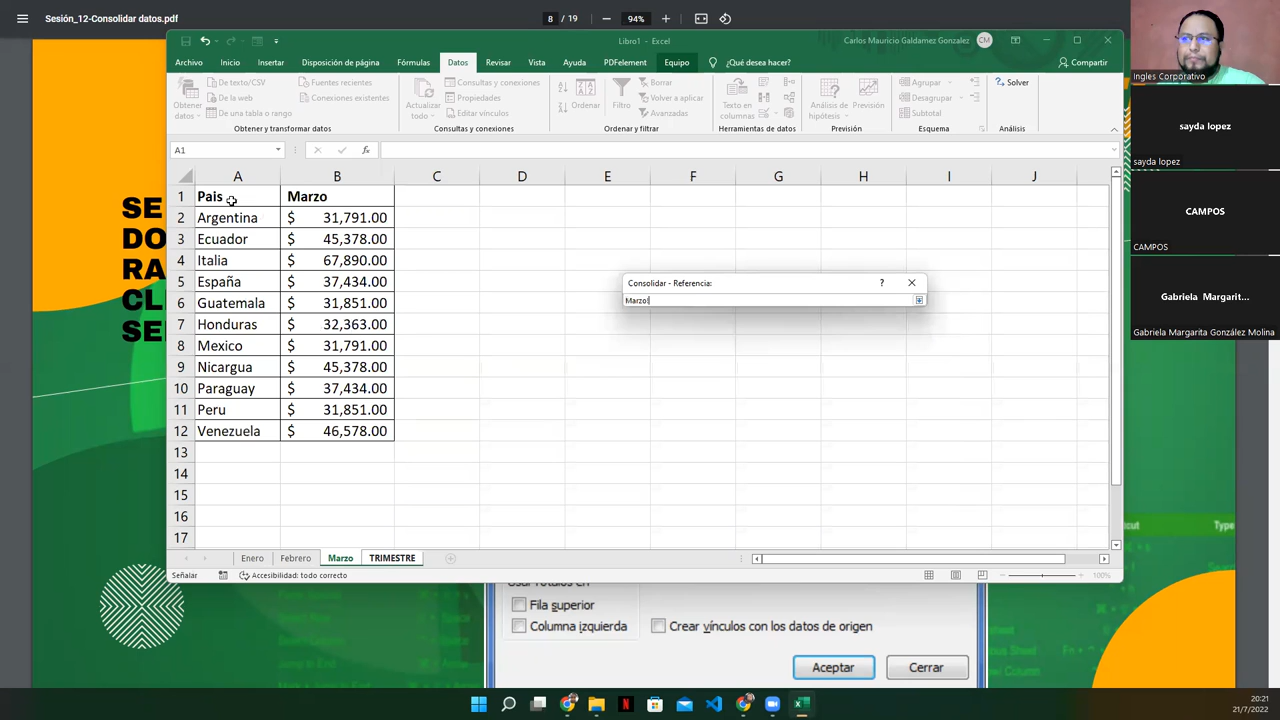 Sesión_12-Consolidar datos.pdf
8 / 19
94%
Libro1 - Excel
Carlos Mauricio Galdamez Gonzalez
CM
Archivo Inicio Insertar Disposición de página Fórmulas Datos Revisar Vista Ayuda PDFelement Equipo ¿Qué desea hacer? Compartir
Obtener datos
De texto/CSV
De la web
De una tabla o rango
Fuentes recientes
Conexiones existentes
Obtener y transformar datos
Actualizar todo
Consultas y conexiones
Propiedades
Editar vínculos
Consultas y conexiones
Ordenar
Filtro
Borrar
Volver a aplicar
Avanzadas
Ordenar y filtrar
Texto en columnas
Herramientas de datos
Análisis de hipótesis
Previsión
Previsión
Agrupar
Desagrupar
Subtotal
Esquema
Solver
Análisis
A1
fx
A B C D E F G H I J
1 Pais Marzo
2 Argentina $ 31,791.00
3 Ecuador $ 45,378.00
4 Italia $ 67,890.00
5 España $ 37,434.00
6 Guatemala $ 31,851.00
7 Honduras $ 32,363.00
8 Mexico $ 31,791.00
9 Nicargua $ 45,378.00
10 Paraguay $ 37,434.00
11 Peru $ 31,851.00
12 Venezuela $ 46,578.00
13
14
15
16
17
Consolidar - Referencia: ?
Marzo!
Enero Febrero Marzo TRIMESTRE
Señalar Accesibilidad: todo correcto
100%
SE
DO
RA
CL
SE
Fila superior
Columna izquierda
Crear vínculos con los datos de origen
Aceptar
Cerrar
Ingles Corporativo
sayda lopez
sayda lopez
CAMPOS
CAMPOS
Gabriela Margarit...
Gabriela Margarita González Molina
20:21
21/7/2022